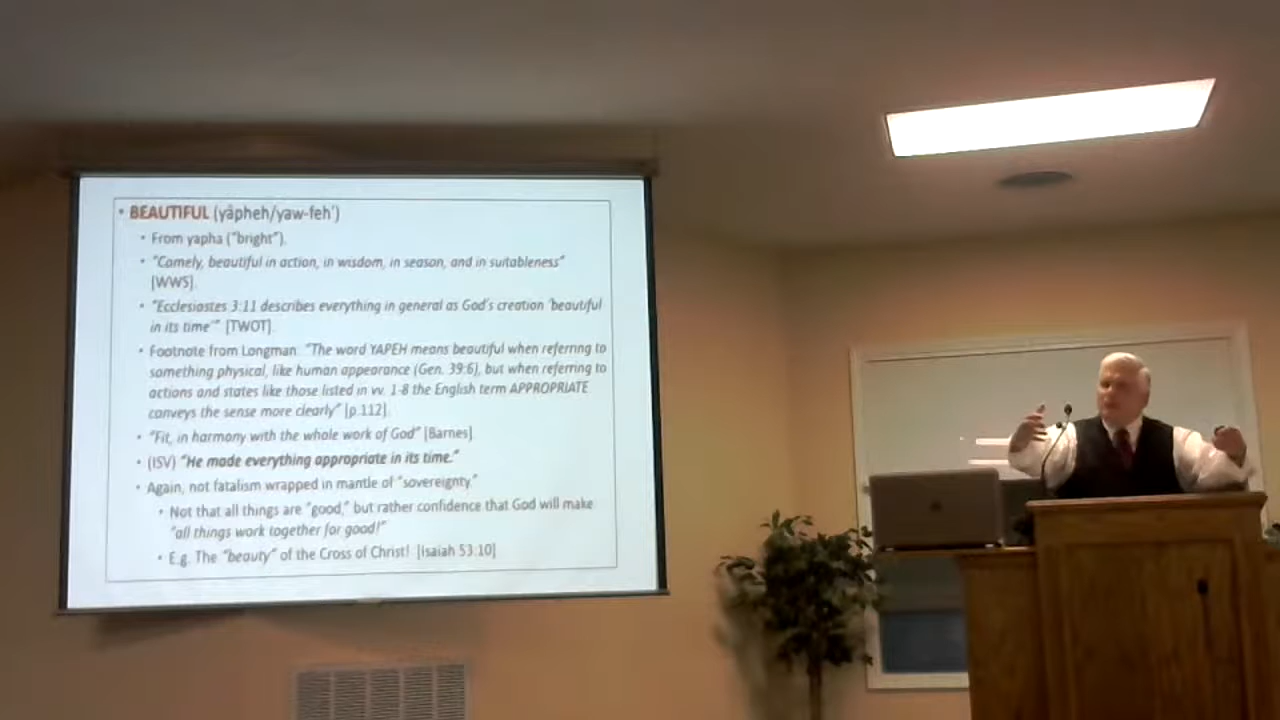 • BEAUTIFUL (yāpheh/yaw-feh')
• From yapha ("bright").
• "Comely, beautiful in action, in wisdom, in season, and in suitableness"
[WWS].
• "Ecclesiastes 3:11 describes everything in general as God's creation 'beautiful
in its time'" [TWOT].
• Footnote from Longman: "The word YAPEH means beautiful when referring to
something physical, like human appearance (Gen. 39:6), but when referring to
actions and states like those listed in vv. 1-8 the English term APPROPRIATE
conveys the sense more clearly" [p.112].
• "Fit, in harmony with the whole work of God" [Barnes].
• (ISV) "He made everything appropriate in its time."
• Again, not fatalism wrapped in mantle of "sovereignty."
• Not that all things are "good," but rather confidence that God will make
"all things work together for good!"
• E.g. The "beauty" of the Cross of Christ! [Isaiah 53.10]